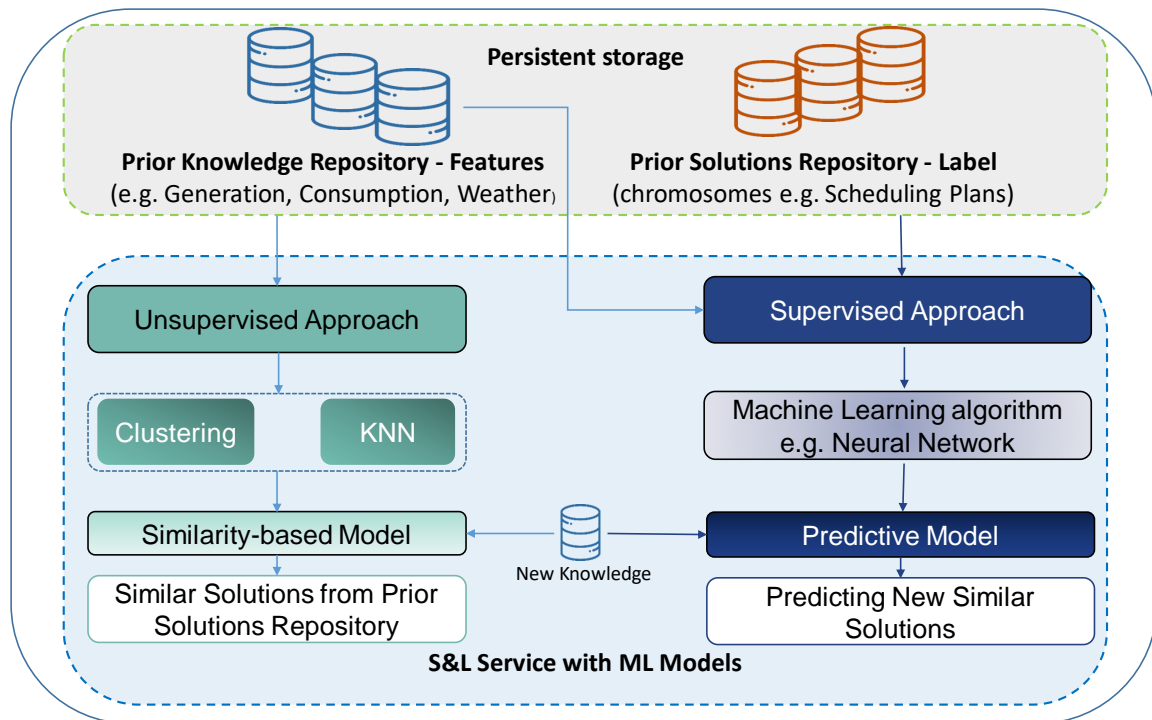 Persistent storage
Prior Knowledge Repository - Features
(e.g. Generation, Consumption, Weather)
Prior Solutions Repository - Label
(chromosomes e.g. Scheduling Plans)
Unsupervised Approach
Supervised Approach
Clustering
KNN
Machine Learning algorithm
e.g. Neural Network
Similarity-based Model
New Knowledge
Predictive Model
Similar Solutions from Prior
Solutions Repository
Predicting New Similar
Solutions
S&L Service with ML Models